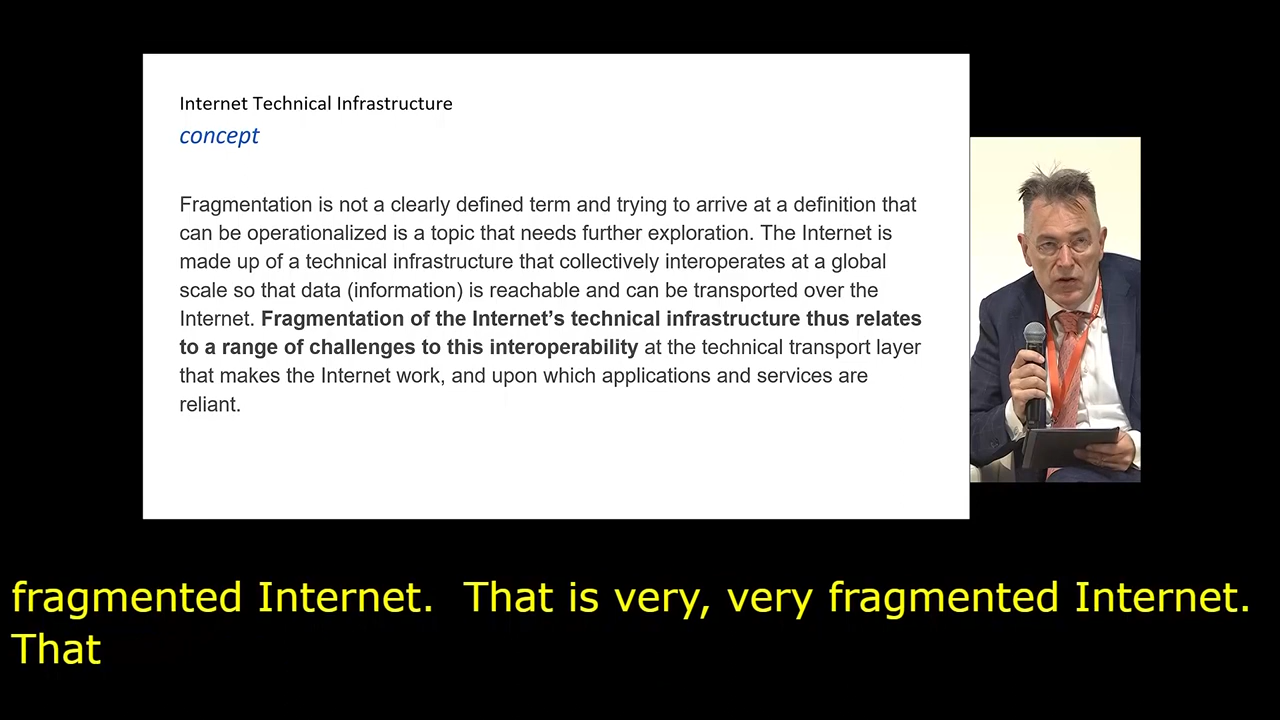 Internet Technical Infrastructure
concept
Fragmentation is not a clearly defined term and trying to arrive at a definition that
can be operationalized is a topic that needs further exploration. The Internet is
made up of a technical infrastructure that collectively interoperates at a global
scale so that data (information) is reachable and can be transported over the
Internet. Fragmentation of the Internet’s technical infrastructure thus relates
to a range of challenges to this interoperability at the technical transport layer
that makes the Internet work, and upon which applications and services are
reliant.
fragmented Internet.  That is very, very fragmented Internet.
That